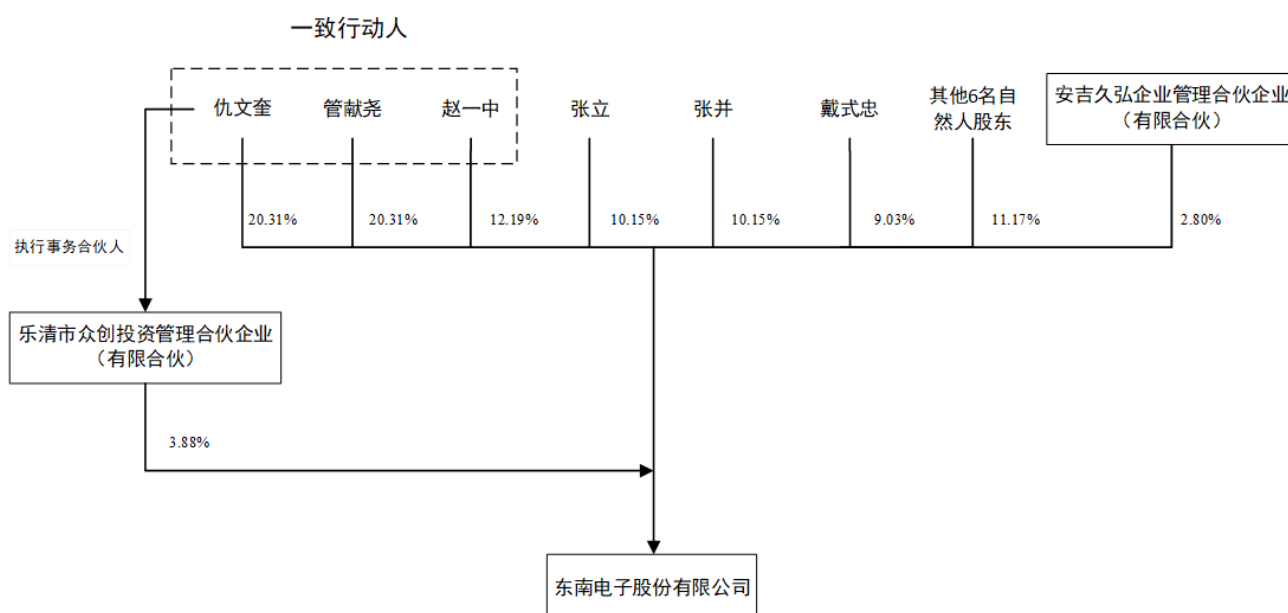 一致行动人
仇文奎
管献尧
赵一中
张立
张并
戴式忠
其他6名自
然人股东
安吉久弘企业管理合伙企业
（有限合伙）
20.31%
20.31%
12.19%
10.15%
10.15%
9.03%
11.17%
2.80%
执行事务合伙人
乐清市众创投资管理合伙企业
（有限合伙）
3.88%
东南电子股份有限公司